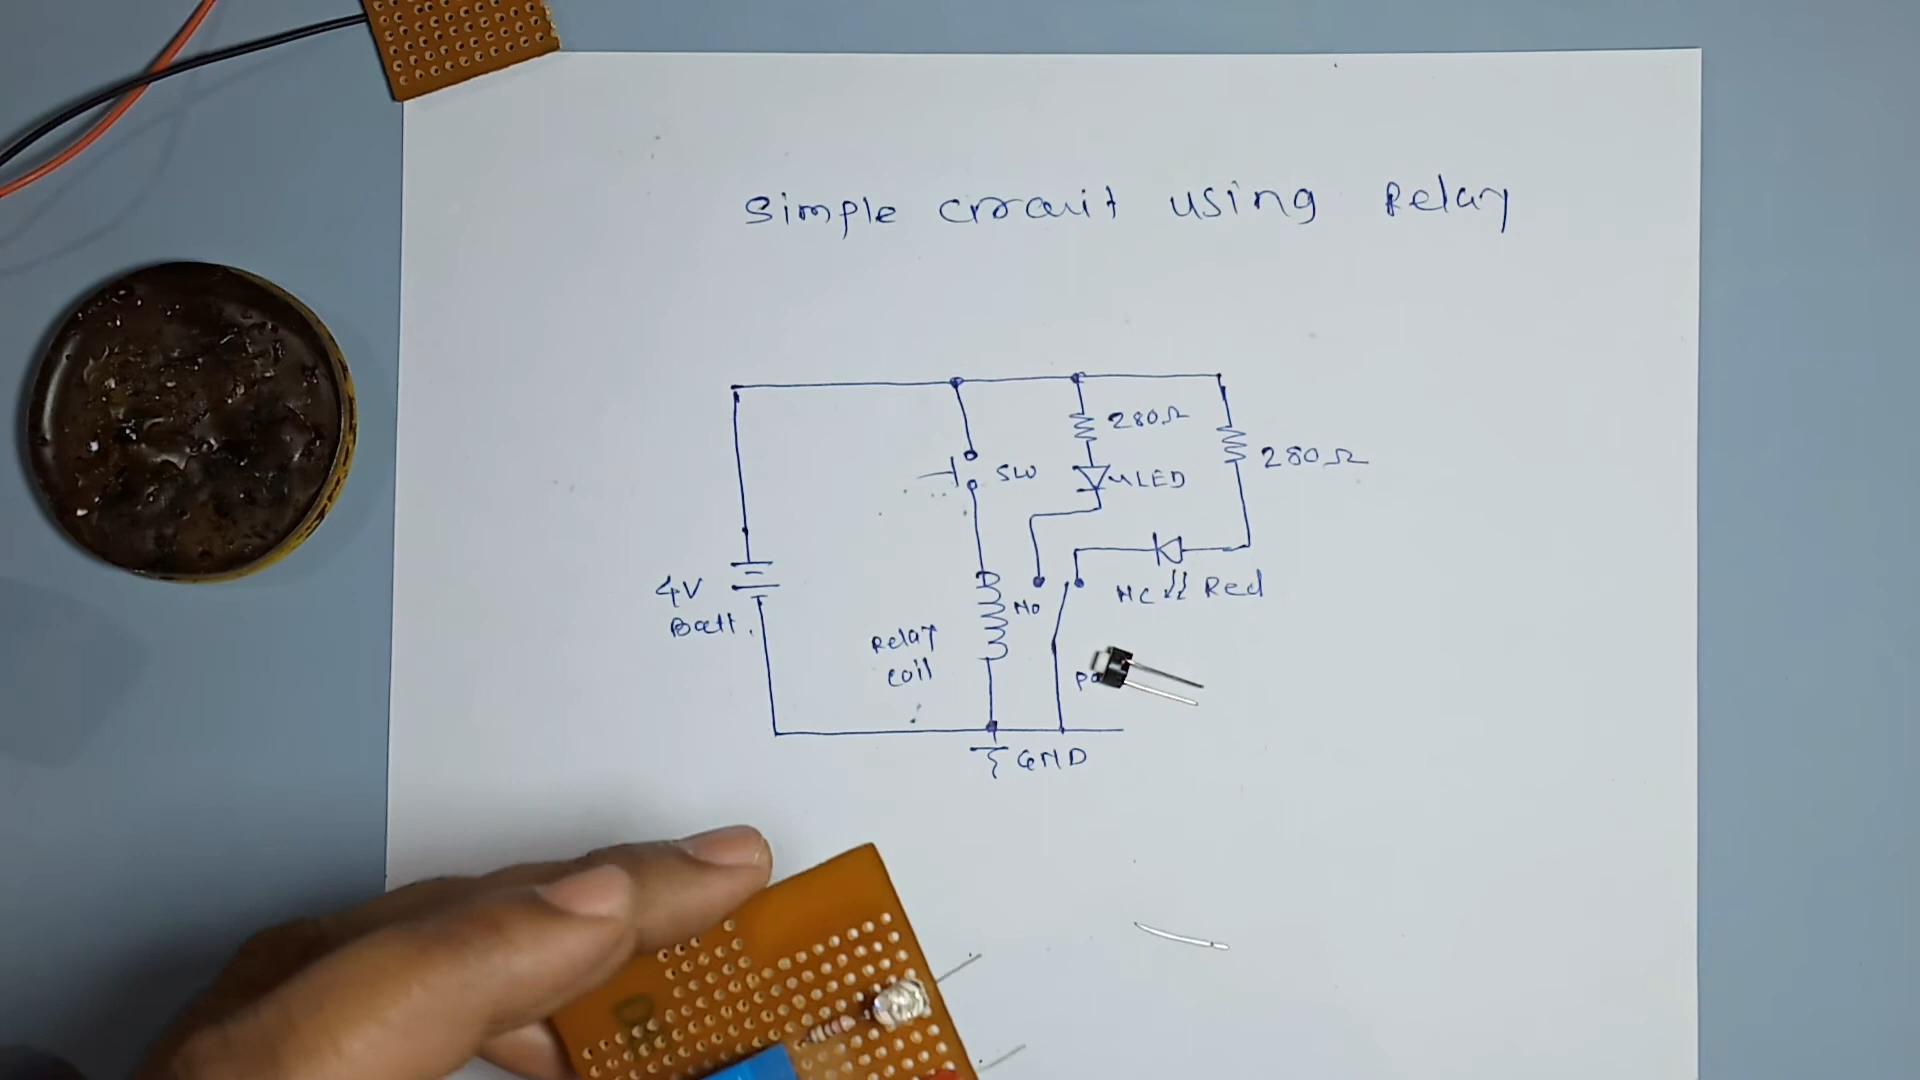 Simple circuit using Relay
280Ω
280Ω
SW
LED
4V
Batt.
NO
NC
Red
Relay
coil
GND